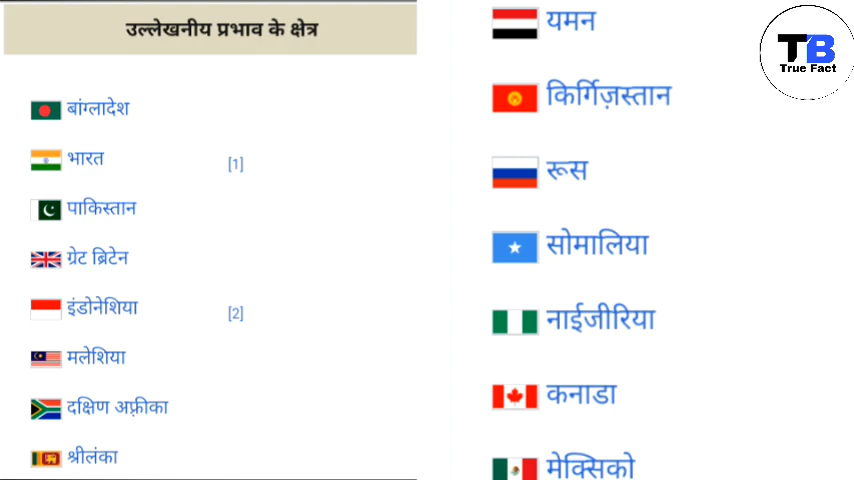 उल्लेखनीय प्रभाव के क्षेत्र
बांग्लादेश
भारत [1]
पाकिस्तान
ग्रेट ब्रिटेन
इंडोनेशिया [2]
मलेशिया
दक्षिण अफ़्रीका
श्रीलंका
यमन
किर्गिज़स्तान
रूस
सोमालिया
नाईजीरिया
कनाडा
मेक्सिको
TB
True Fact